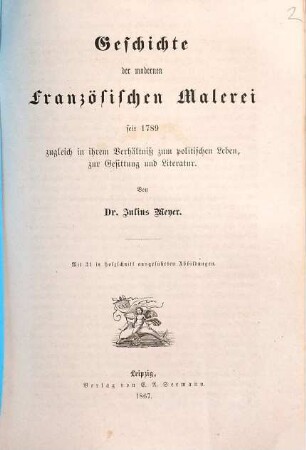 2
Geschichte
der modernen
Französischen Malerei
seit 1789
zugleich in ihrem Verhältniß zum politischen Leben,
zur Gesittung und Literatur.
Von
Dr. Julius Meyer.
Mit 21 in Holzschnitt ausgeführten Abbildungen.
Leipzig,
Verlag von E. A. Seemann.
1867.